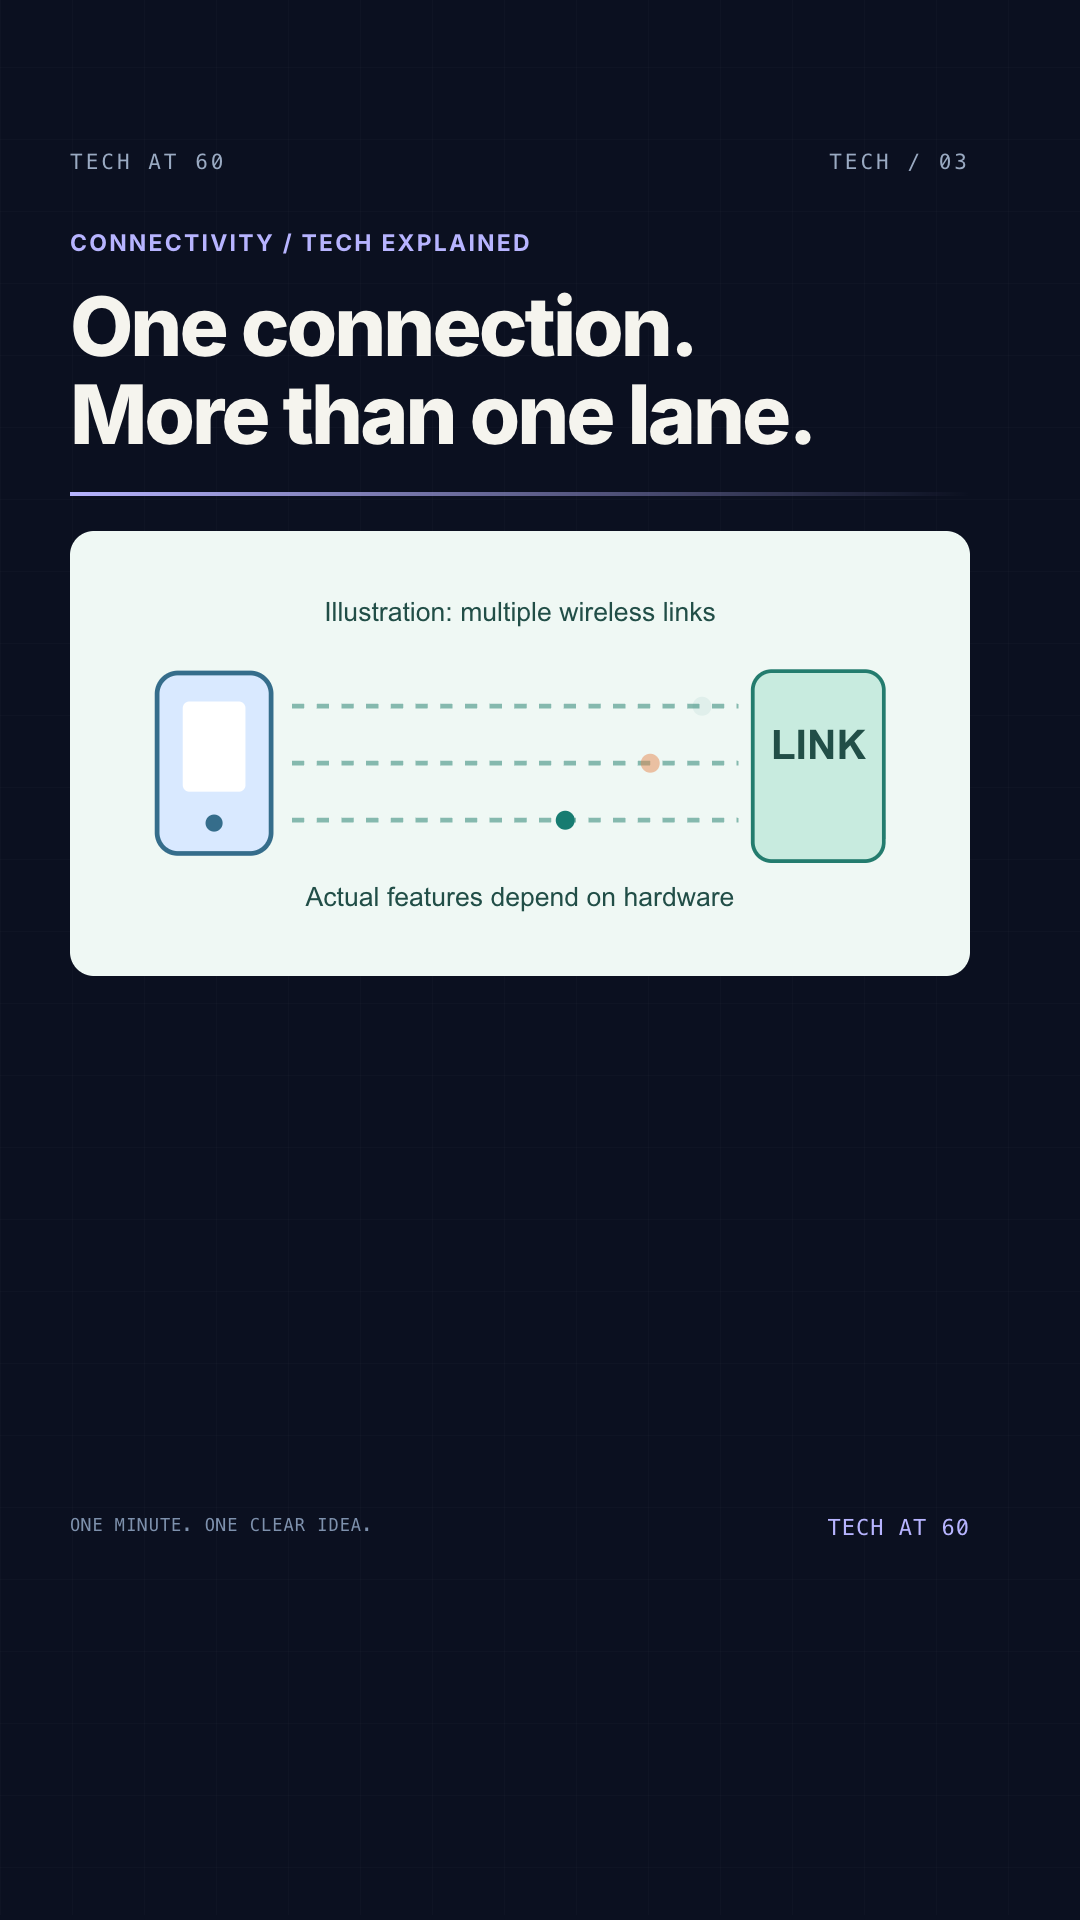 TECH AT 60
TECH / 03
CONNECTIVITY / TECH EXPLAINED
One connection.
More than one lane.
Illustration: multiple wireless links
LINK
Actual features depend on hardware
ONE MINUTE. ONE CLEAR IDEA.
TECH AT 60